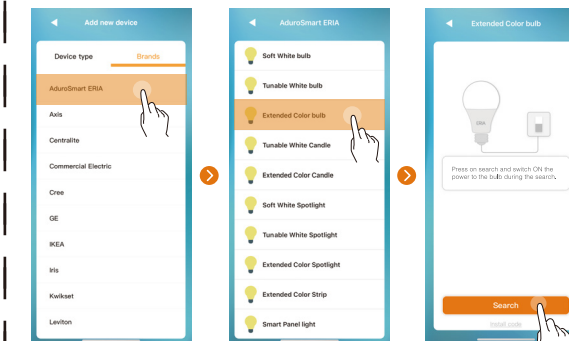 Add new device
Device type
Brands
AduroSmart ERIA
Axis
Centralite
Commercial Electric
Cree
GE
IKEA
Iris
Kwikset
Leviton
AduroSmart ERIA
Soft White bulb
Tunable White bulb
Extended Color bulb
Tunable White Candle
Extended Color Candle
Soft White Spotlight
Tunable White Spotlight
Extended Color Spotlight
Extended Color Strip
Smart Panel light
Extended Color bulb
ERIA
Press on search and switch ON the
power to the bulb during the search.
Search